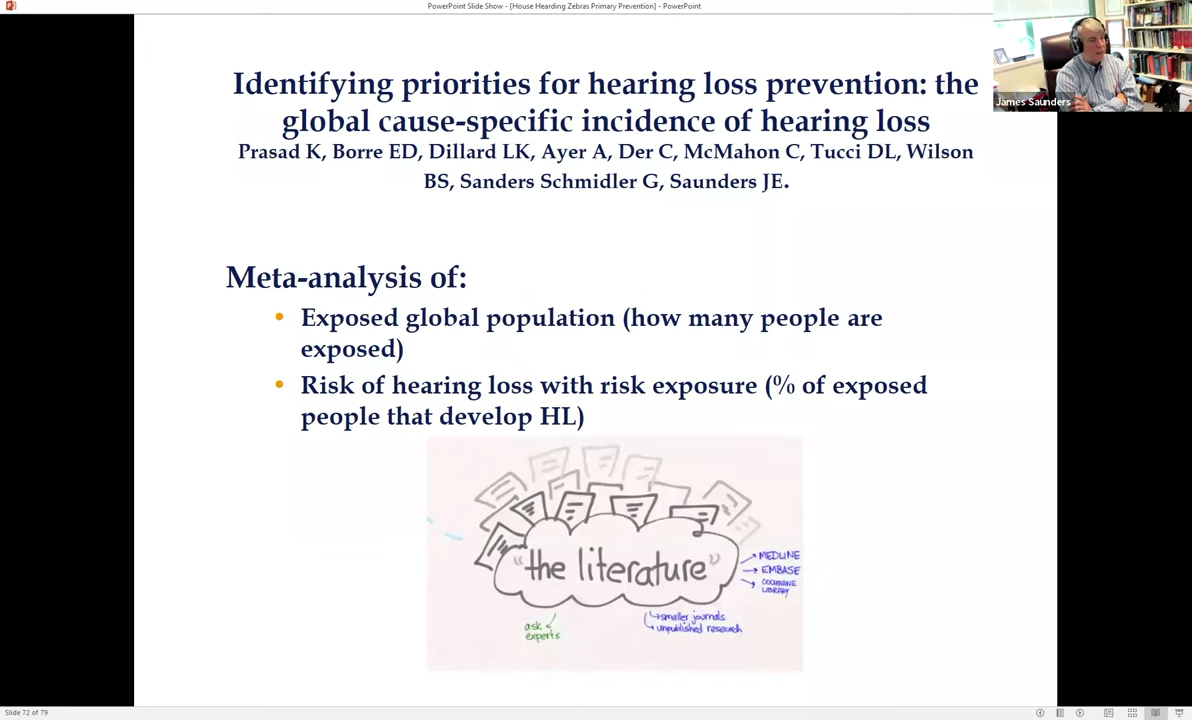 PowerPoint Slide Show - [House Hearding Zebras Primary Prevention] - PowerPoint
James Saunders
Identifying priorities for hearing loss prevention: the
global cause-specific incidence of hearing loss
Prasad K, Borre ED, Dillard LK, Ayer A, Der C, McMahon C, Tucci DL, Wilson
BS, Sanders Schmidler G, Saunders JE.
Meta-analysis of:
• Exposed global population (how many people are
exposed)
• Risk of hearing loss with risk exposure (% of exposed
people that develop HL)
"the literature"
→ MEDLINE
→ EMBASE
→ COCHRANE
LIBRARY
ask
experts
smaller journals
unpublished research
Slide 72 of 79